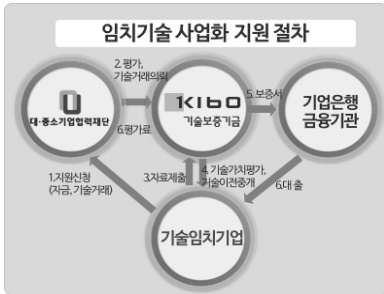 임치기술 사업화 지원 절차
2. 평가,
기술거래의뢰
대·중소기업협력재단
KIbo
기술보증기금
5. 보증서
기업은행
금융기관
6.평가료
1.지원신청
(자금, 기술거래)
3.자료제출
4. 기술가치평가,
기술이전중개
6.대 출
기술임치기업